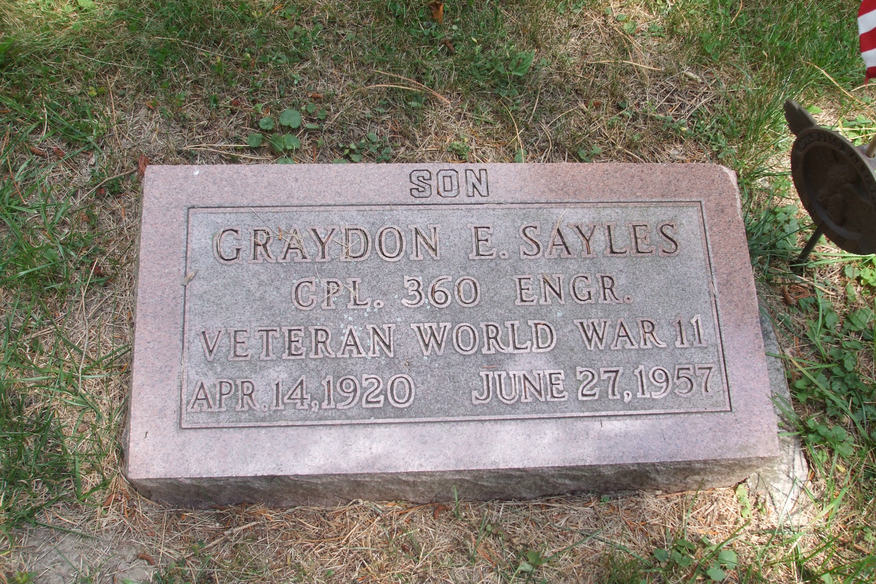 SON
GRAYDON E. SAYLES
CPL. 360 ENGR.
VETERAN WORLD WAR 11
APR. 14, 1920 JUNE 27, 1957